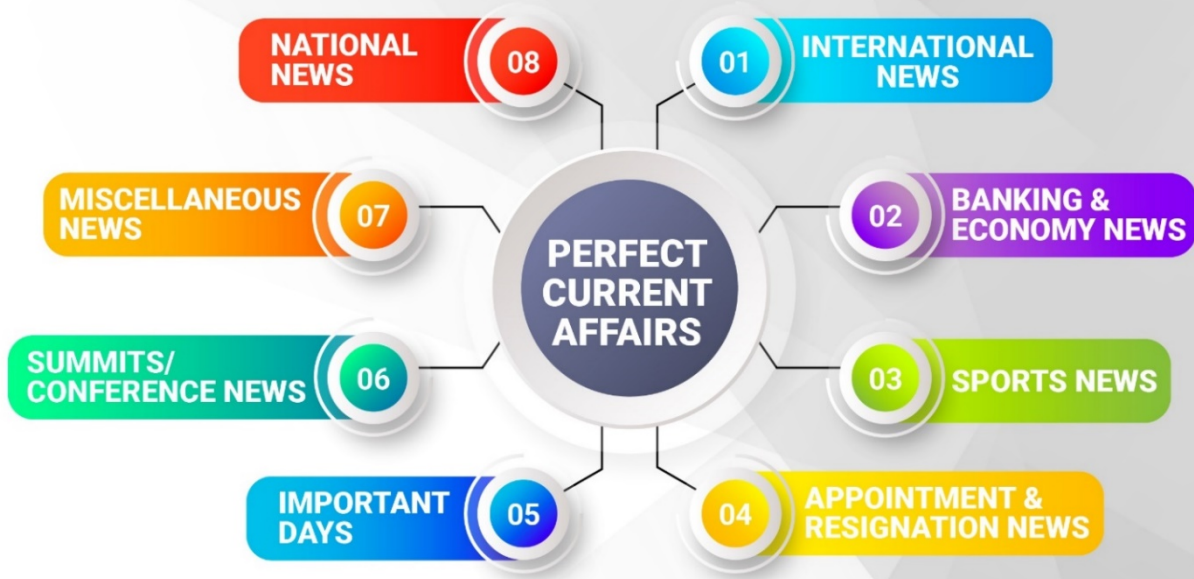 PERFECT
CURRENT
AFFAIRS
01
INTERNATIONAL
NEWS
02
BANKING &
ECONOMY NEWS
03
SPORTS NEWS
04
APPOINTMENT &
RESIGNATION NEWS
05
IMPORTANT
DAYS
06
SUMMITS/
CONFERENCE NEWS
07
MISCELLANEOUS
NEWS
08
NATIONAL
NEWS